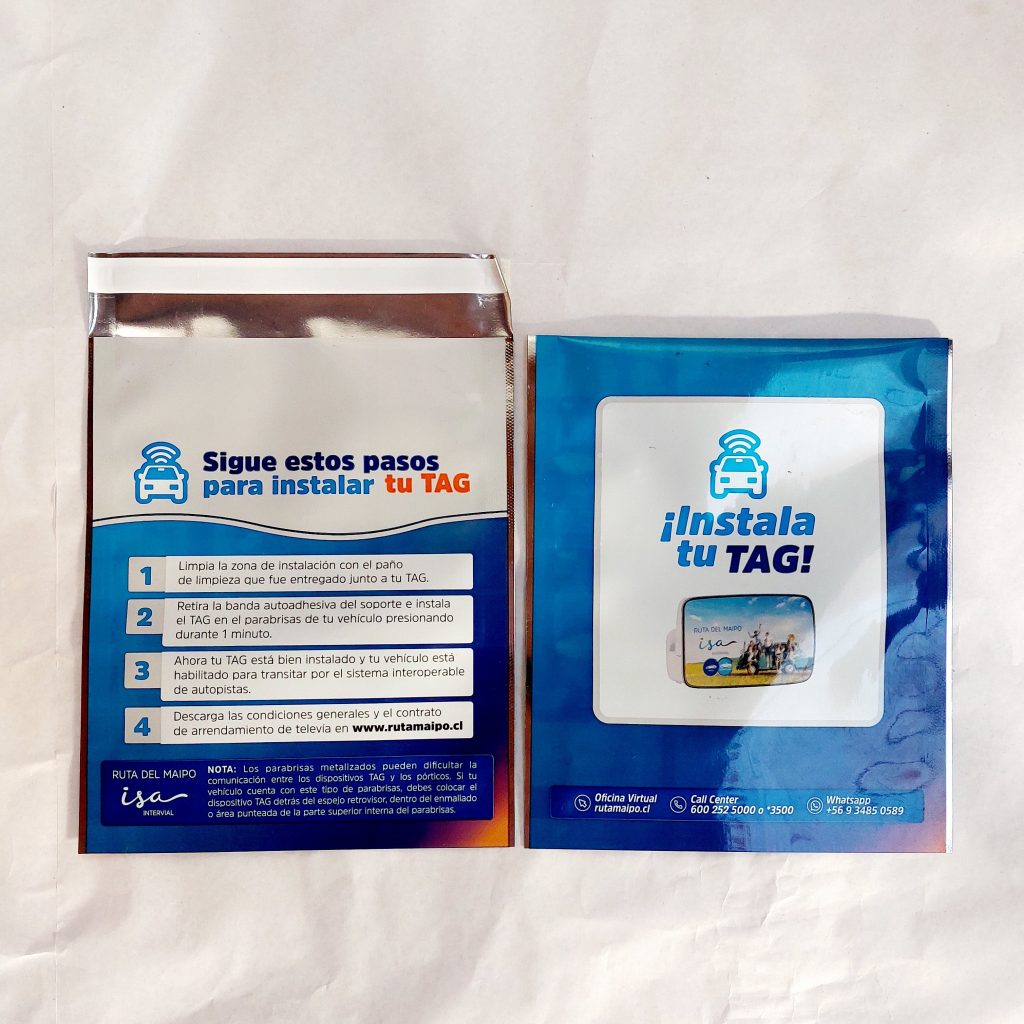 Sigue estos pasos
para instalar tu TAG
1
Limpia la zona de instalación con el paño
de limpieza que fue entregado junto a tu TAG.
2
Retira la banda autoadhesiva del soporte e instala
el TAG en el parabrisas de tu vehículo presionando
durante 1 minuto.
3
Ahora tu TAG está bien instalado y tu vehículo está
habilitado para transitar por el sistema interoperable
de autopistas.
4
Descarga las condiciones generales y el contrato
de arrendamiento de televía en www.rutamaipo.cl
RUTA DEL MAIPO
isa
INTERVIAL
NOTA: Los parabrisas metalizados pueden dificultar la
comunicación entre los dispositivos TAG y los pórticos. Si tu
vehículo cuenta con este tipo de parabrisas, debes colocar el
dispositivo TAG detrás del espejo retrovisor, dentro del enmallado
o área punteada de la parte superior interna del parabrisas.
¡Instala
tu TAG!
RUTA DEL MAIPO
isa
INTERVIAL
Oficina Virtual
rutamaipo.cl
Call Center
600 252 5000 o *3500
Whatsapp
+56 9 3485 0589